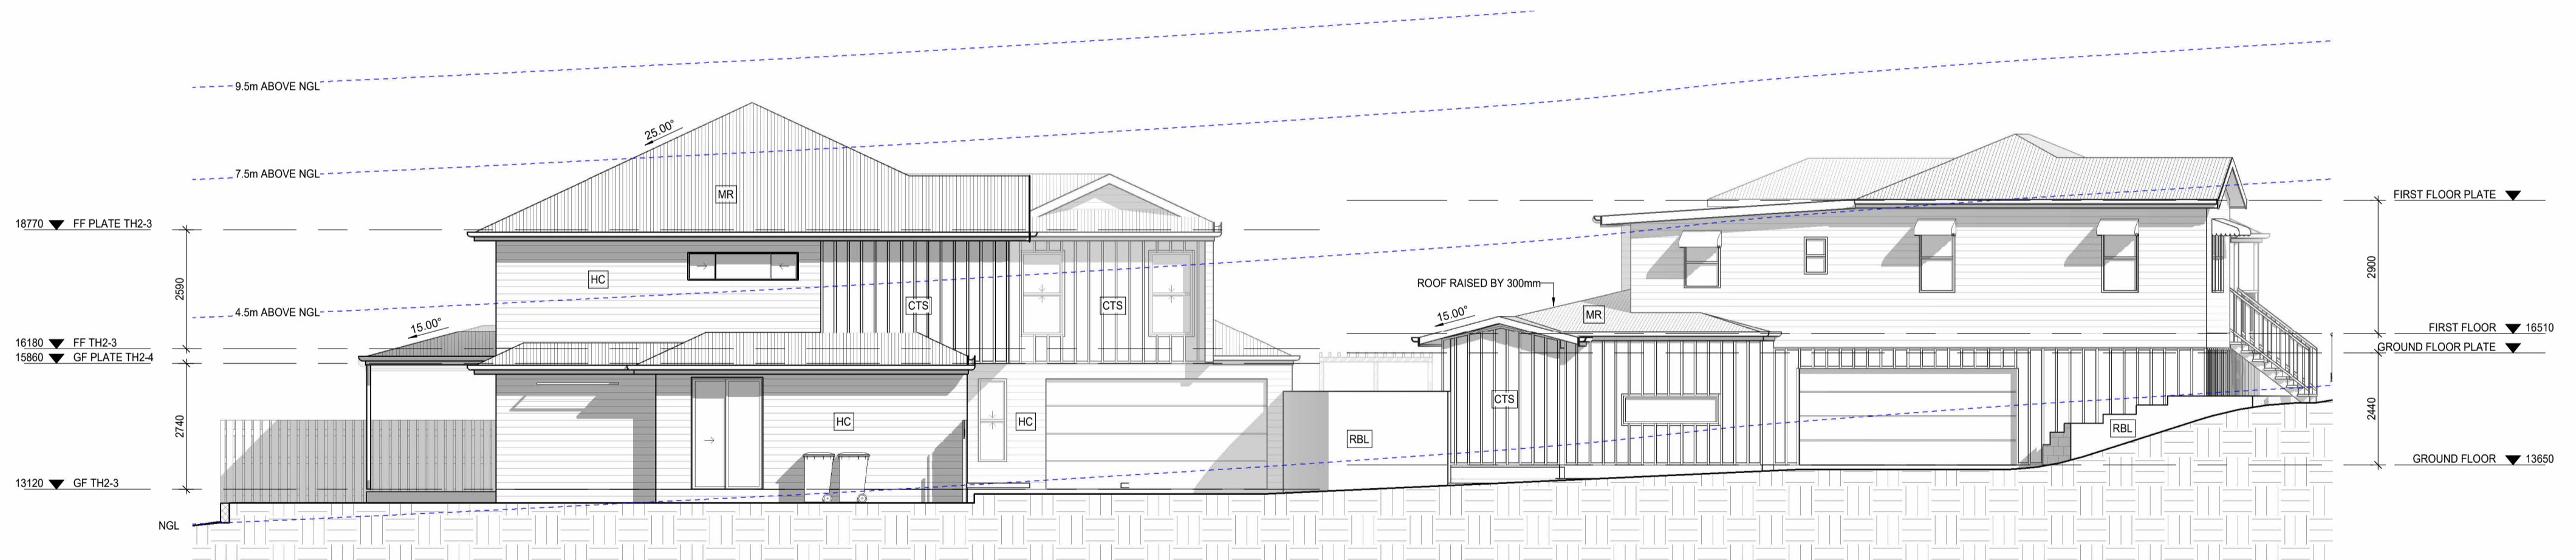 9.5m ABOVE NGL
25.00°
7.5m ABOVE NGL
MR
FIRST FLOOR PLATE
18770 FF PLATE TH2-3
HC
2590
2900
CTS
CTS
ROOF RAISED BY 300mm
4.5m ABOVE NGL
15.00°
15.00°
MR
FIRST FLOOR 16510
16180 FF TH2-3
GROUND FLOOR PLATE
15860 GF PLATE TH2-4
CTS
2740
2440
HC
HC
RBL
RBL
GROUND FLOOR 13650
13120 GF TH2-3
NGL